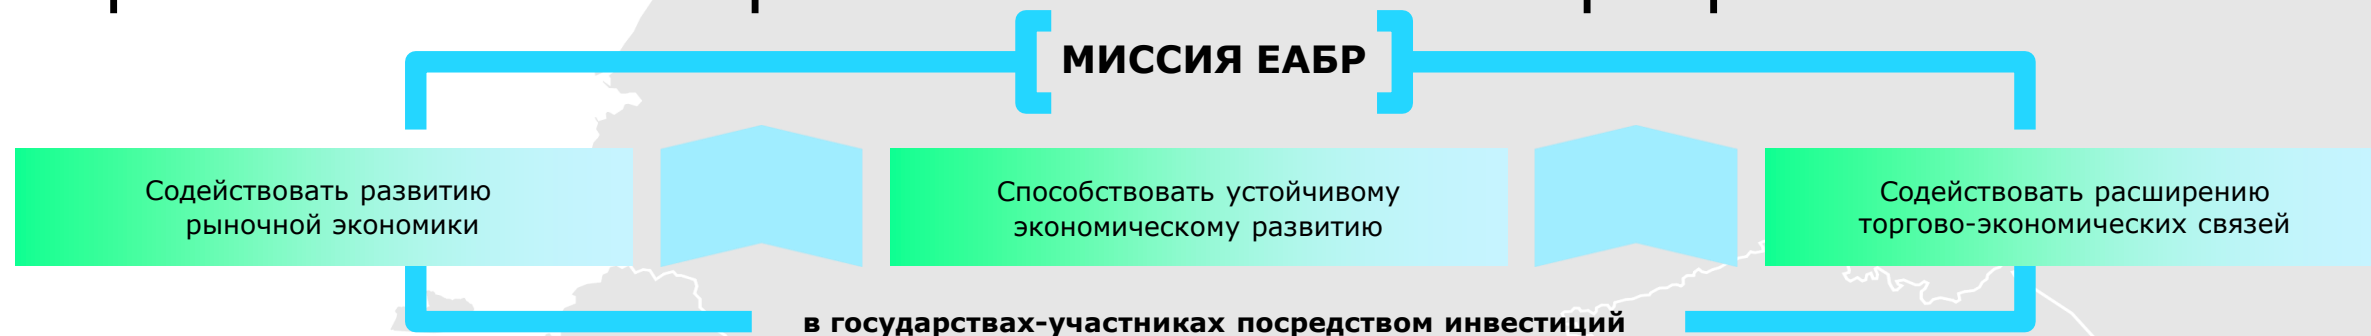 МИССИЯ ЕАБР
Содействовать развитию
рыночной экономики
Способствовать устойчивому
экономическому развитию
Содействовать расширению
торгово-экономических связей
в государствах-участниках посредством инвестиций